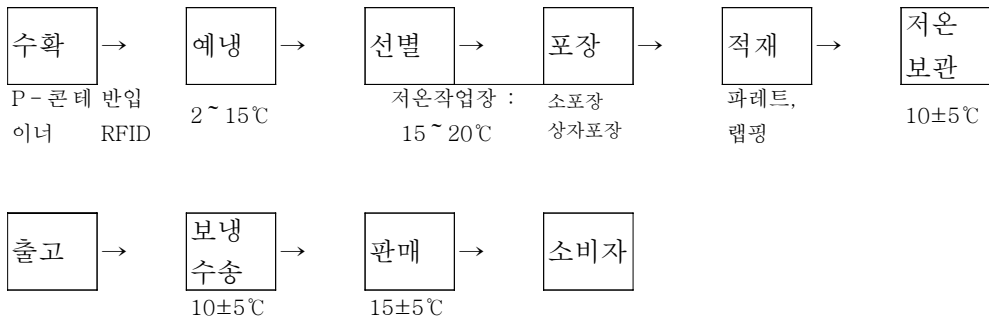 수확 → 예냉 → 선별 → 포장 → 적재 → 저온 보관
P-콘테이너 반입 RFID
2~15℃
저온작업장 : 15~20℃
소포장
상자포장
파레트,
랩핑
10±5℃
출고 → 보냉 수송 → 판매 → 소비자
10±5℃
15±5℃